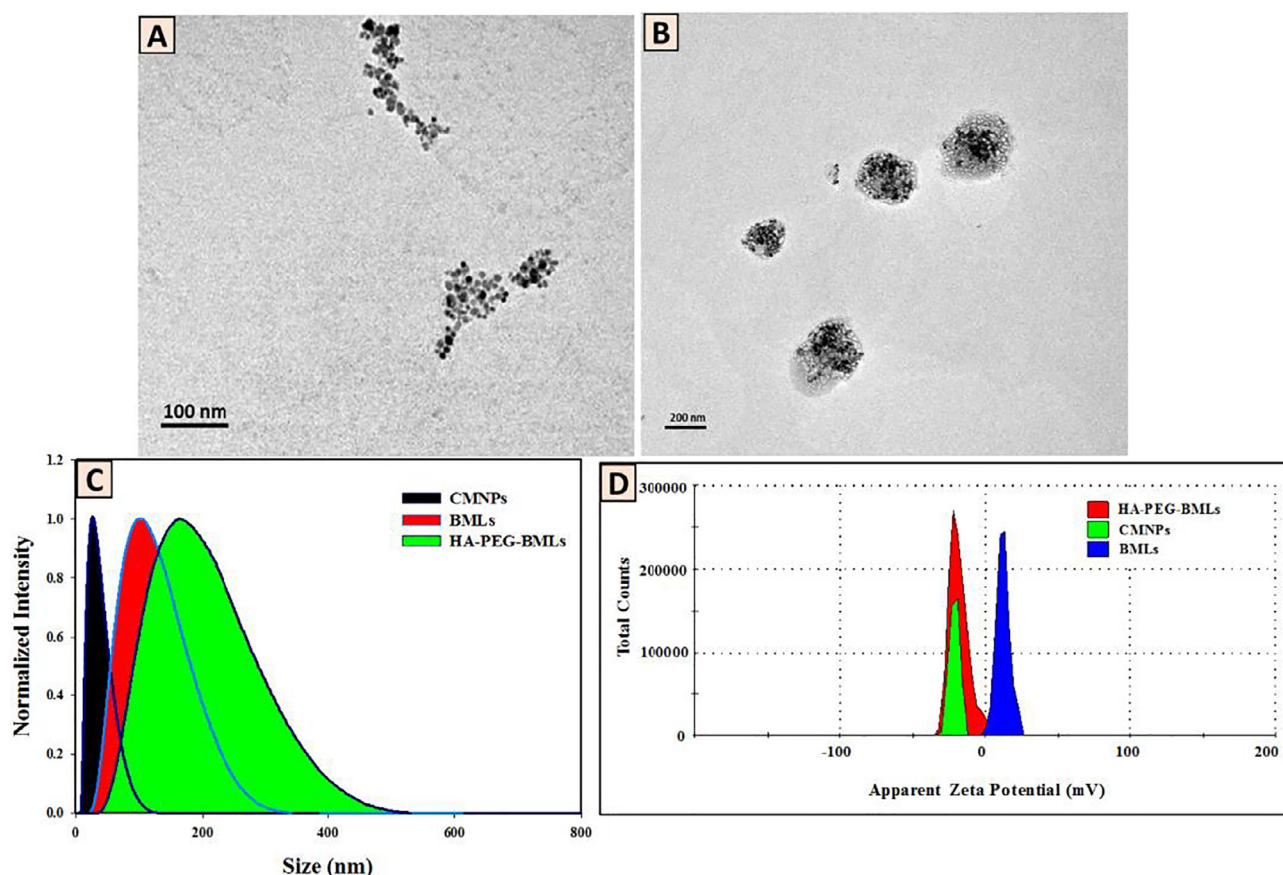 A
100 nm
B
200 nm
C
CMNPs
BMLs
HA-PEG-BMLs
1.2
1.0
0.8
0.6
0.4
0.2
0.0
0
200
400
600
800
Normalized Intensity
Size (nm)
D
HA-PEG-BMLs
CMNPs
BMLs
300000
200000
100000
0
-100
0
100
200
Total Counts
Apparent Zeta Potential (mV)